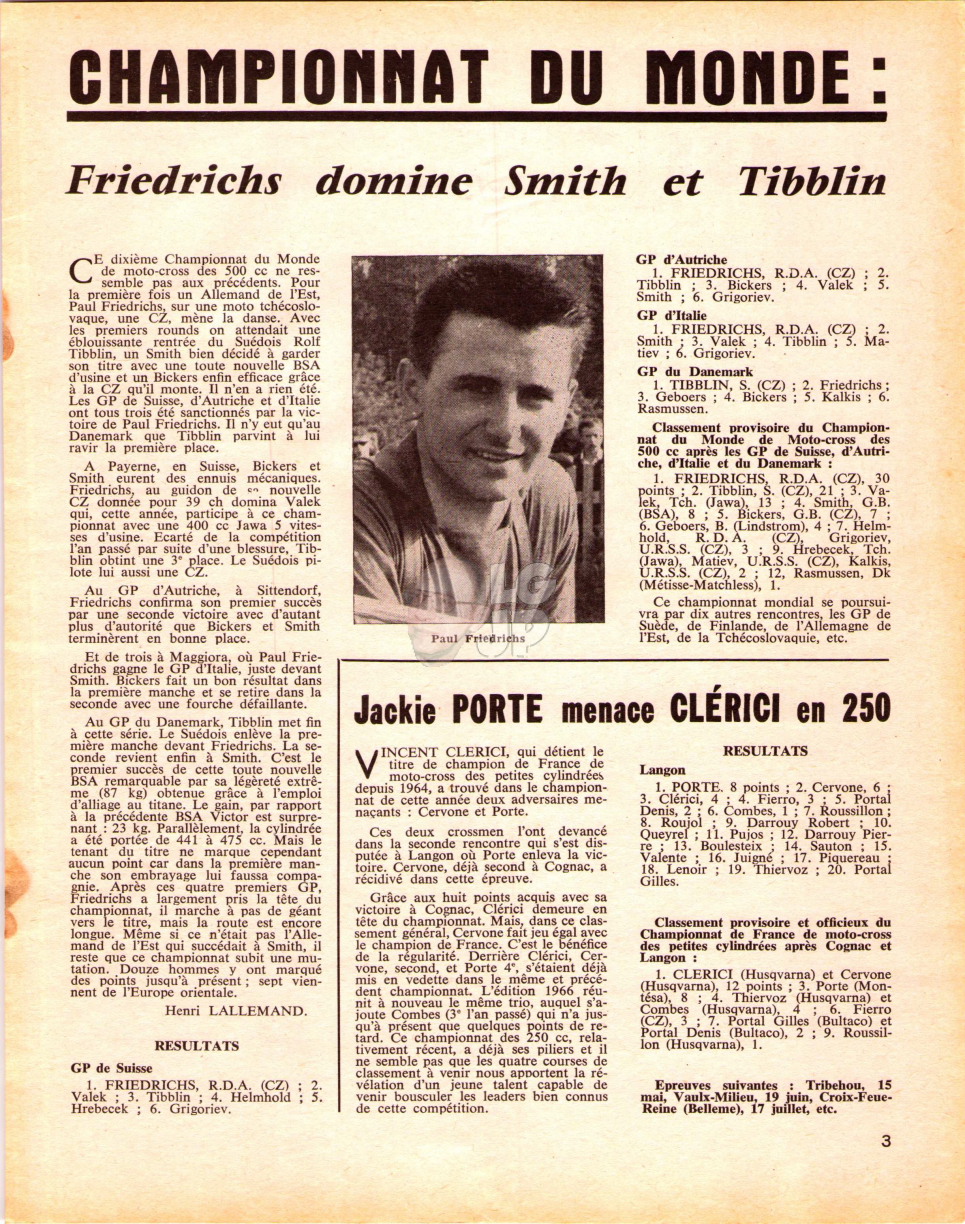 CHAMPIONNAT DU MONDE :
Friedrichs domine Smith et Tibblin
CE dixième Championnat du Monde
de moto-cross des 500 cc ne res-
semble pas aux précédents. Pour
la première fois un Allemand de l'Est,
Paul Friedrichs, sur une moto tchécoslo-
vaque, une CZ, mène la danse. Avec
les premiers rounds on attendait une
éblouissante rentrée du Suédois Rolf
Tibblin, un Smith bien décidé à garder
son titre avec une toute nouvelle BSA
d'usine et un Bickers enfin efficace grâce
à la CZ qu'il monte. Il n'en a rien été.
Les GP de Suisse, d'Autriche et d'Italie
ont tous trois été sanctionnés par la vic-
toire de Paul Friedrichs. Il n'y eut qu'au
Danemark que Tibblin parvint à lui
ravir la première place.
A Payerne, en Suisse, Bickers et
Smith eurent des ennuis mécaniques.
Friedrichs, au guidon de nouvelle
CZ donnée pour 39 ch domina Valek
qui, cette année, participe à ce cham-
pionnat avec une 400 cc Jawa 5 vites-
ses d'usine. Ecarté de la compétition
l'an passé par suite d'une blessure, Tib-
blin obtint une 3e place. Le Suédois pi-
lote lui aussi une CZ.
Au GP d'Autriche, à Sittendorf,
Friedrichs confirma son premier succès
par une seconde victoire avec d'autant
plus d'autorité que Bickers et Smith
terminèrent en bonne place.
Et de trois à Maggiora, où Paul Frie-
drichs gagne le GP d'Italie, juste devant
Smith. Bickers fait un bon résultat dans
la première manche et se retire dans la
seconde avec une fourche défaillante.
Au GP du Danemark, Tibblin met fin
à cette série. Le Suédois enlève la pre-
mière manche devant Friedrichs. La se-
conde revient enfin à Smith. C'est le
premier succès de cette toute nouvelle
BSA remarquable par sa légèreté extrê-
me (87 kg) obtenue grâce à l'emploi
d'alliage au titane. Le gain, par rapport
à la précédente BSA Victor est surpre-
nant : 23 kg. Parallèlement, la cylindrée
a été portée de 441 à 475 cc. Mais le
tenant du titre ne marque cependant
aucun point car dans la première man-
che son embrayage lui faussa compa-
gnie. Après ces quatre premiers GP,
Friedrichs a largement pris la tête du
championnat, il marche à pas de géant
vers le titre, mais la route est encore
longue. Même si ce n'était pas l'Alle-
mand de l'Est qui succédait à Smith, il
reste que ce championnat subit une mu-
tation. Douze hommes y ont marqué
des points jusqu'à présent ; sept vien-
nent de l'Europe orientale.
Henri LALLEMAND.
RESULTATS
GP de Suisse
1. FRIEDRICHS, R.D.A. (CZ) ; 2.
Valek ; 3. Tibblin ; 4. Helmhold ; 5.
Hrebecek ; 6. Grigoriev.
Paul Friedrichs
GP d'Autriche
1. FRIEDRICHS, R.D.A. (CZ) ; 2.
Tibblin ; 3. Bickers ; 4. Valek ; 5.
Smith ; 6. Grigoriev.
GP d'Italie
1. FRIEDRICHS, R.D.A. (CZ) ; 2.
Smith ; 3. Valek ; 4. Tibblin ; 5. Ma-
tiev ; 6. Grigoriev.
GP du Danemark
1. TIBBLIN, S. (CZ) ; 2. Friedrichs ;
3. Geboers ; 4. Bickers ; 5. Kalkis ; 6.
Rasmussen.
Classement provisoire du Champion-
nat du Monde de Moto-cross des
500 cc après les GP de Suisse, d'Autri-
che, d'Italie et du Danemark :
1. FRIEDRICHS, R.D.A. (CZ), 30
points ; 2. Tibblin, S. (CZ), 21 ; 3. Va-
lek, Tch. (Jawa), 13 ; 4. Smith, G.B.
(BSA), 8 ; 5. Bickers, G.B. (CZ), 7 ;
6. Geboers, B. (Lindstrom), 4 ; 7. Helm-
hold, R.D.A. (CZ), Grigoriev,
U.R.S.S. (CZ), 3 ; 9. Hrebecek, Tch.
(Jawa), Matiev, U.R.S.S. (CZ), Kalkis,
U.R.S.S. (CZ), 2 ; 12, Rasmussen, Dk
(Métisse-Matchless), 1.
Ce championnat mondial se poursui-
vra par dix autres rencontres, les GP de
Suède, de Finlande, de l'Allemagne de
l'Est, de la Tchécoslovaquie, etc.
Jackie PORTE menace CLÉRICI en 250
VINCENT CLERICI, qui détient le
titre de champion de France de
moto-cross des petites cylindrées
depuis 1964, a trouvé dans le champion-
nat de cette année deux adversaires me-
naçants : Cervone et Porte.
Ces deux crossmen l'ont devancé
dans la seconde rencontre qui s'est dis-
putée à Langon où Porte enleva la vic-
toire. Cervone, déjà second à Cognac, a
récidivé dans cette épreuve.
Grâce aux huit points acquis avec sa
victoire à Cognac, Clérici demeure en
tête du championnat. Mais, dans ce clas-
sement général, Cervone fait jeu égal avec
le champion de France. C'est le bénéfice
de la régularité. Derrière Clérici, Cer-
vone, second, et Porte 4e, s'étaient déjà
mis en vedette dans le même et précé-
dent championnat. L'édition 1966 réu-
nit à nouveau le même trio, auquel s'a-
joute Combes (3e l'an passé) qui n'a jus-
qu'à présent que quelques points de re-
tard. Ce championnat des 250 cc, rela-
tivement récent, a déjà ses piliers et il
ne semble pas que les quatre courses de
classement à venir nous apportent la ré-
vélation d'un jeune talent capable de
venir bousculer les leaders bien connus
de cette compétition.
RESULTATS
Langon
1. PORTE. 8 points ; 2. Cervone, 6 ;
3. Clérici, 4 ; 4. Fierro, 3 ; 5. Portal
Denis, 2 ; 6. Combes, 1 ; 7. Roussillon ;
8. Roujol ; 9. Darrouy Robert ; 10.
Queyrel ; 11. Pujos ; 12. Darrouy Pier-
re ; 13. Boulesteix ; 14. Sauton ; 15.
Valente ; 16. Juigné ; 17. Piquereau ;
18. Lenoir ; 19. Thiervoz ; 20. Portal
Gilles.
Classement provisoire et officieux du
Championnat de France de moto-cross
des petites cylindrées après Cognac et
Langon :
1. CLERICI (Husqvarna) et Cervone
(Husqvarna), 12 points ; 3. Porte (Mon-
tésa), 8 ; 4. Thiervoz (Husqvarna) et
Combes (Husqvarna), 4 ; 6. Fierro
(CZ), 3 ; 7. Portal Gilles (Bultaco) et
Portal Denis (Bultaco), 2 ; 9. Roussil-
lon (Husqvarna), 1.
Epreuves suivantes : Tribehou, 15
mai, Vaulx-Milieu, 19 juin, Croix-Feue-
Reine (Belleme), 17 juillet, etc.
3